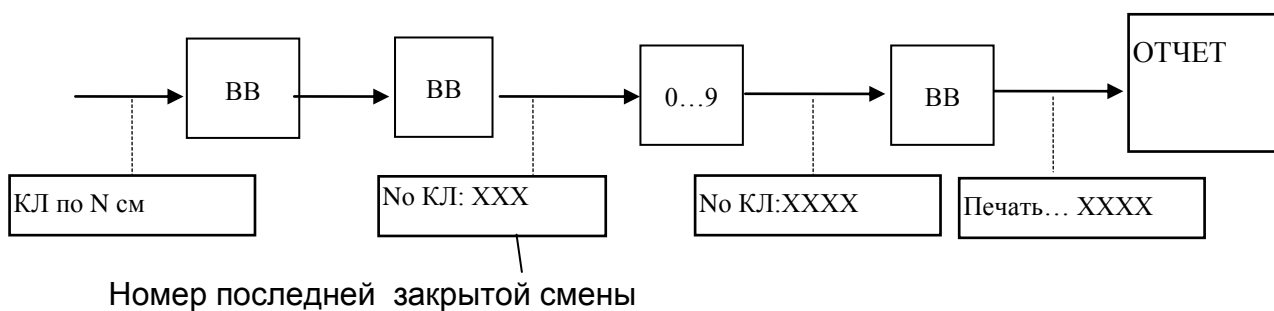 ОТЧЕТ
ВВ
ВВ
0…9
ВВ
КЛ по N см
No КЛ: XXX
No КЛ:XXXX
Печать… XXXX
Номер последней закрытой смены